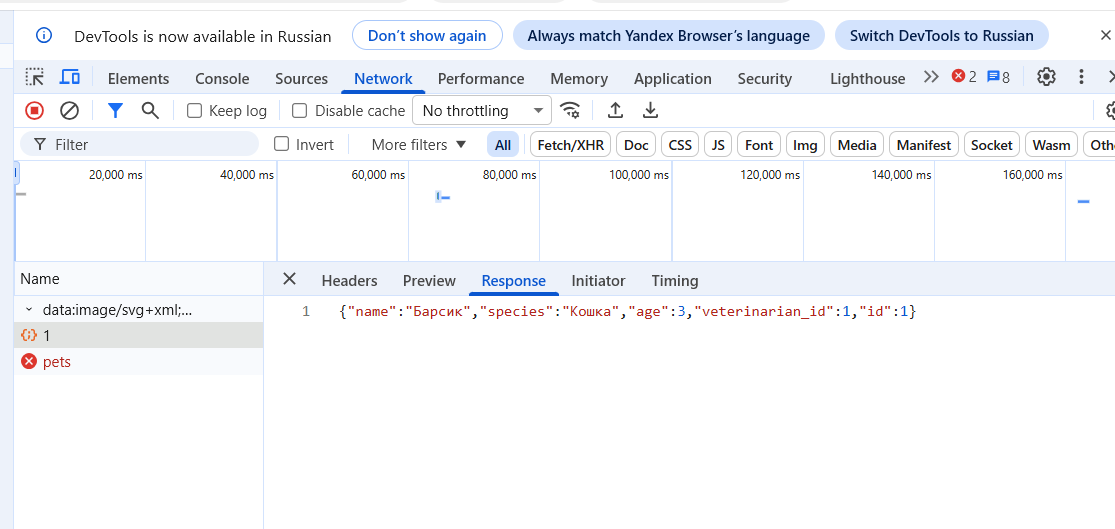 DevTools is now available in Russian Don't show again Always match Yandex Browser's language Switch DevTools to Russian
Elements Console Sources Network Performance Memory Application Security Lighthouse 2 8
Keep log Disable cache No throttling
Filter Invert More filters All Fetch/XHR Doc CSS JS Font Img Media Manifest Socket Wasm
20,000 ms 40,000 ms 60,000 ms 80,000 ms 100,000 ms 120,000 ms 140,000 ms 160,000 ms
Name Headers Preview Response Initiator Timing
data:image/svg+xml;... 1 {"name":"Барсик","species":"Кошка","age":3,"veterinarian_id":1,"id":1}
1
pets